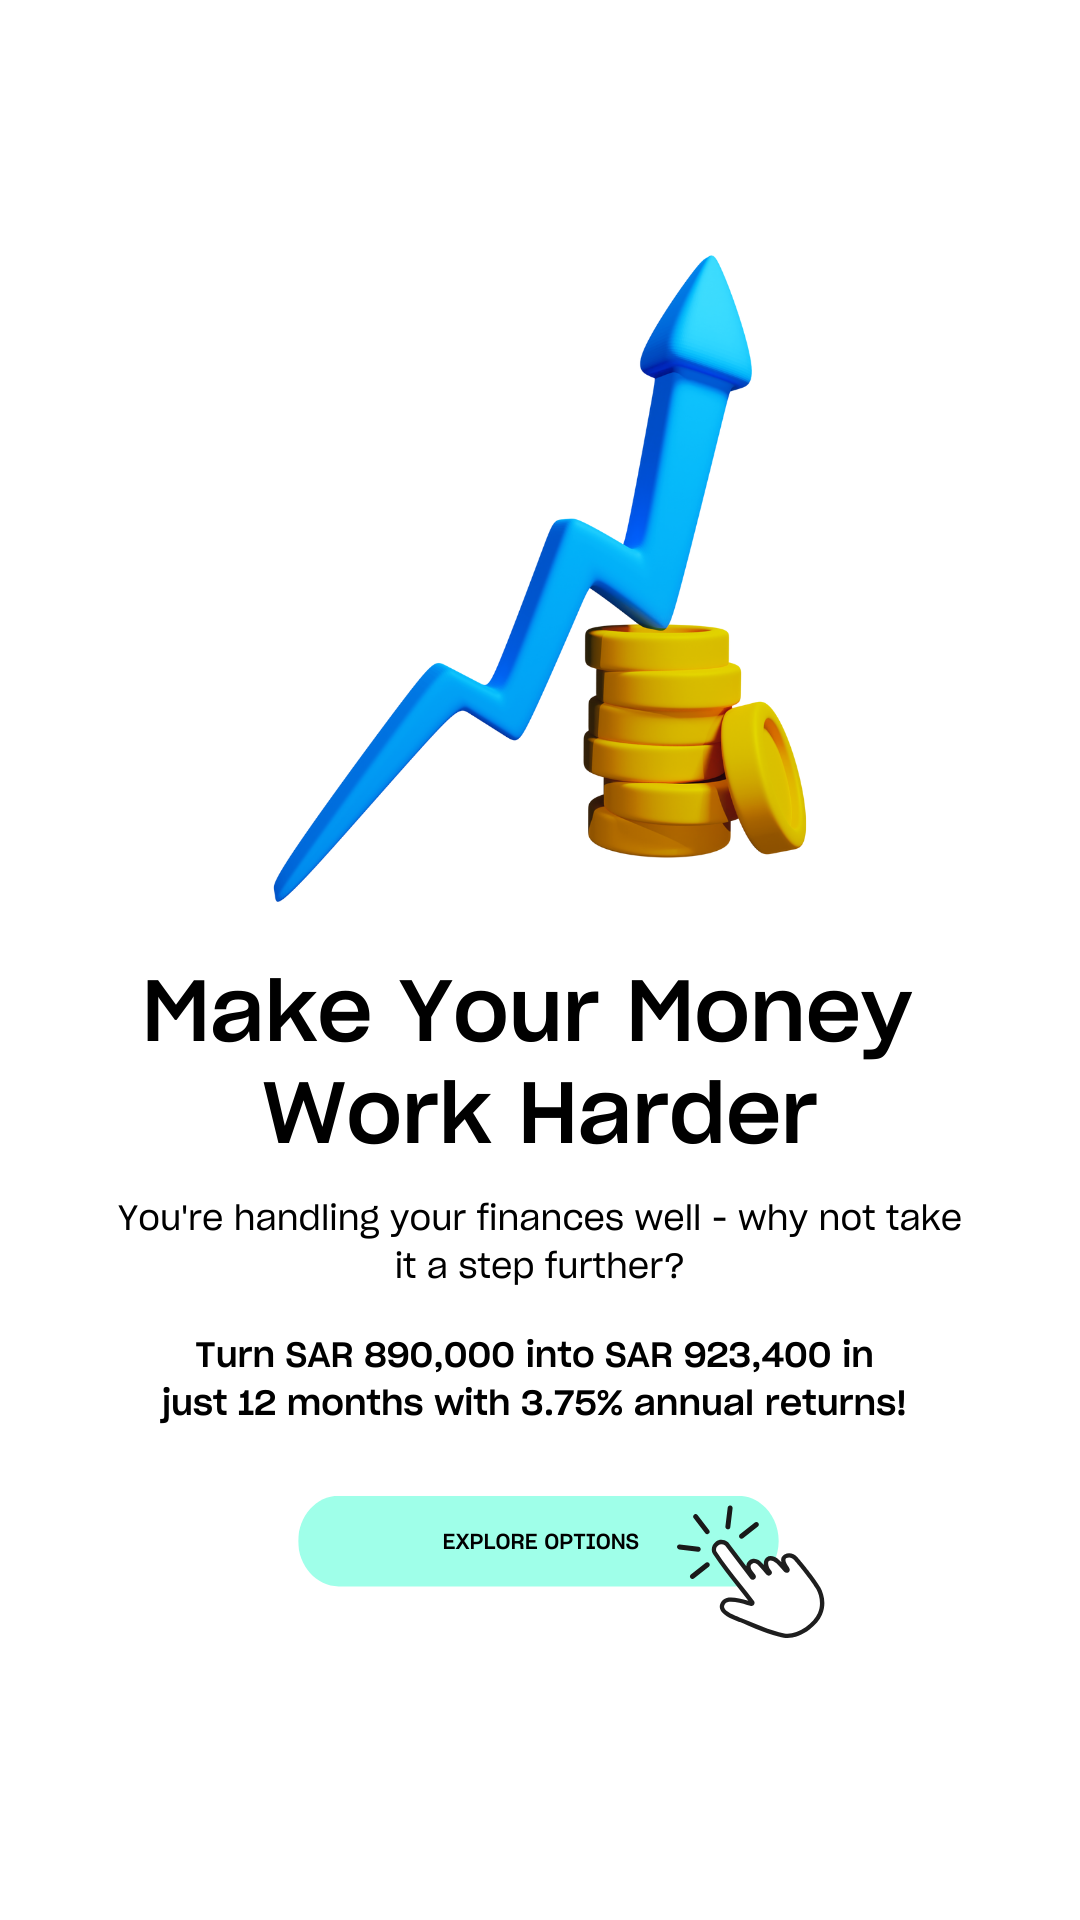 Make Your Money
Work Harder
You're handling your finances well - why not take
it a step further?
Turn SAR 890,000 into SAR 923,400 in
just 12 months with 3.75% annual returns!
EXPLORE OPTIONS